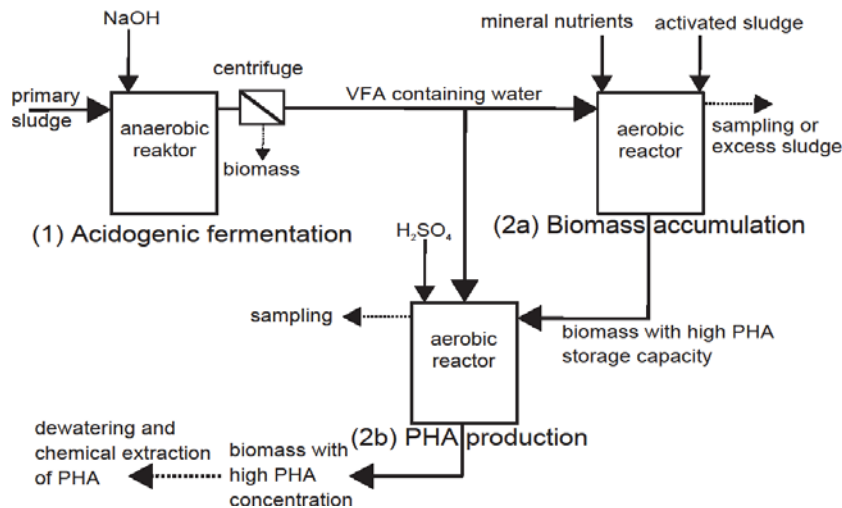 NaOH
mineral nutrients
activated sludge
centrifuge
primary
sludge
anaerobic
reaktor
VFA containing water
aerobic
reactor
sampling or
excess sludge
biomass
(1) Acidogenic fermentation
(2a) Biomass accumulation
H₂SO₄
sampling
aerobic
reactor
biomass with high PHA
storage capacity
(2b) PHA production
dewatering and
chemical extraction
of PHA
biomass with
high PHA
concentration